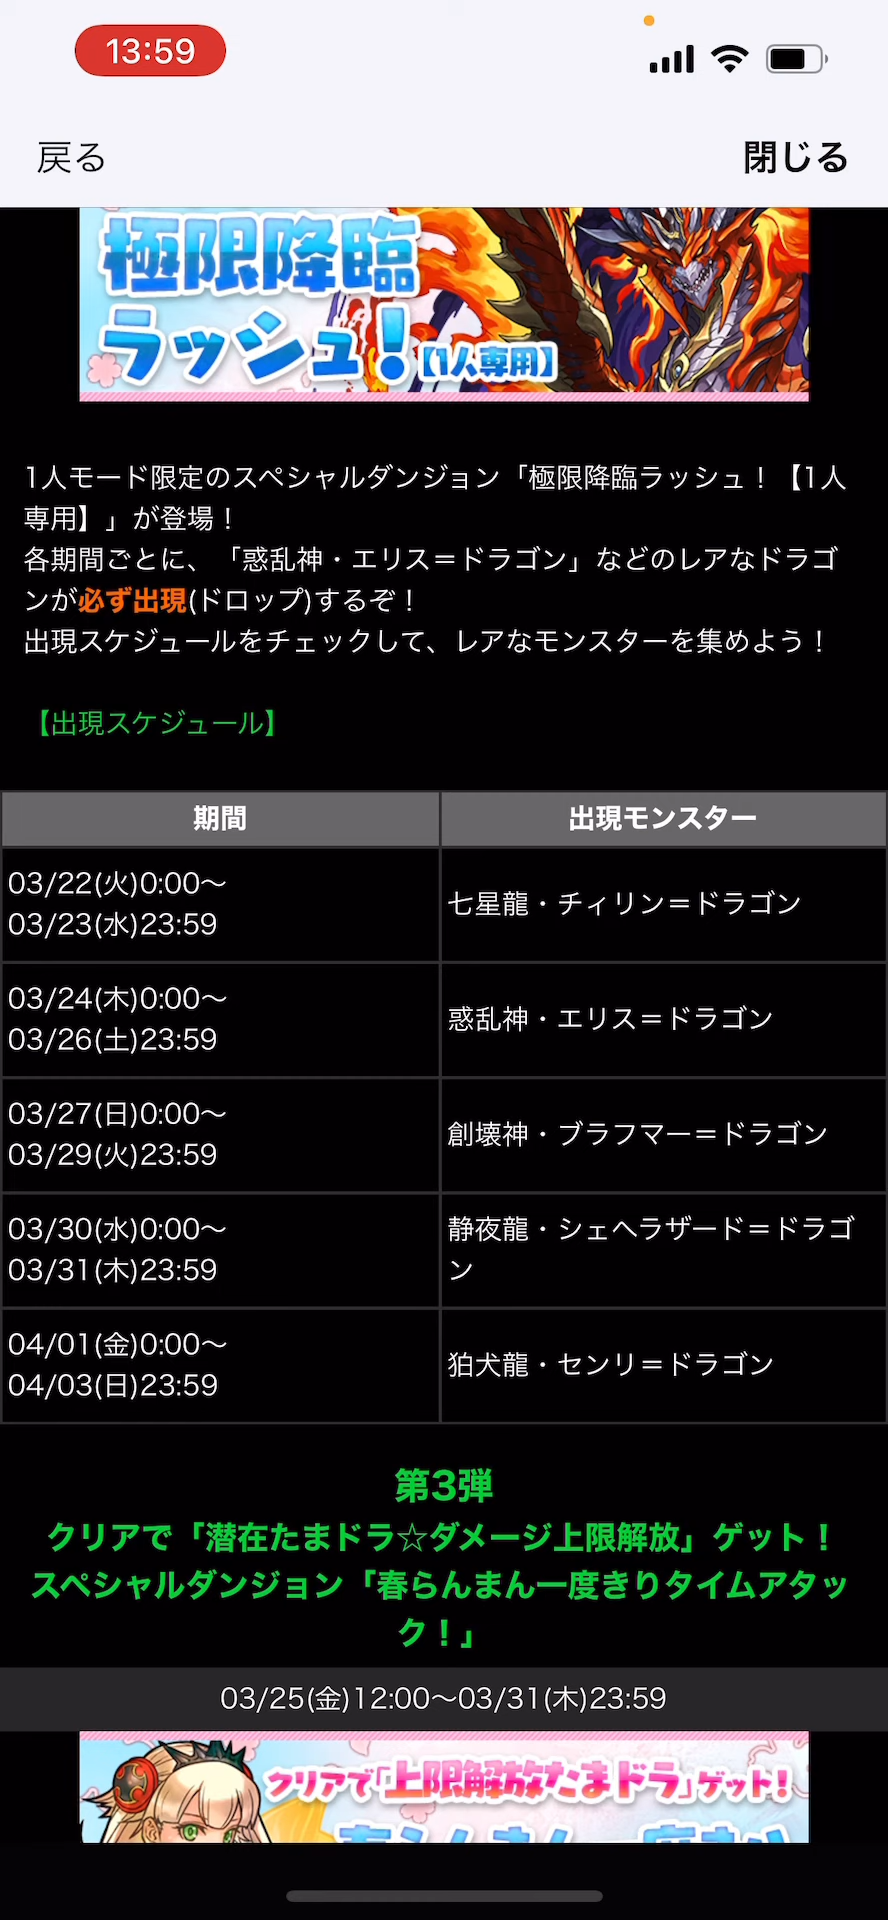 13:59
戻る
閉じる
極限降臨
ラッシュ!【1人専用】
1人モード限定のスペシャルダンジョン「極限降臨ラッシュ!【1人
専用】」が登場!
各期間ごとに、「惑乱神・エリス=ドラゴン」などのレアなドラゴ
ンが必ず出現(ドロップ)するぞ!
出現スケジュールをチェックして、レアなモンスターを集めよう!
【出現スケジュール】
期間
出現モンスター
03/22(火)0:00〜
03/23(水)23:59
七星龍・チィリン=ドラゴン
03/24(木)0:00〜
03/26(土)23:59
惑乱神・エリス=ドラゴン
03/27(日)0:00〜
03/29(火)23:59
創壊神・ブラフマー=ドラゴン
03/30(水)0:00〜
03/31(木)23:59
静夜龍・シェヘラザード=ドラゴ
ン
04/01(金)0:00〜
04/03(日)23:59
狛犬龍・センリ=ドラゴン
第3弾
クリアで「潜在たまドラ☆ダメージ上限解放」ゲット!
スペシャルダンジョン「春らんまん一度きりタイムアタッ
ク!」
03/25(金)12:00〜03/31(木)23:59
クリアで「上限解放たまドラ」ゲット!